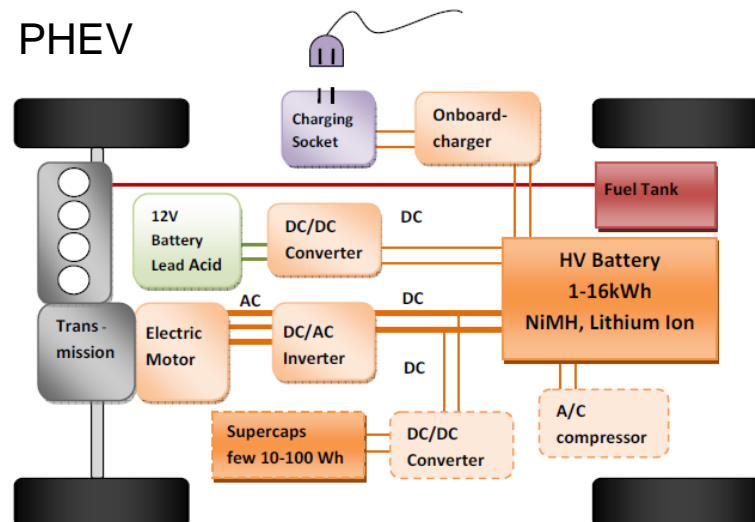 PHEV
Charging
Socket
Onboard-
charger
Fuel Tank
12V
Battery
Lead Acid
DC/DC
Converter
DC
HV Battery
1-16kWh
NiMH, Lithium Ion
Trans -
mission
Electric
Motor
AC
DC/AC
Inverter
DC
DC
Supercaps
few 10-100 Wh
DC/DC
Converter
A/C
compressor